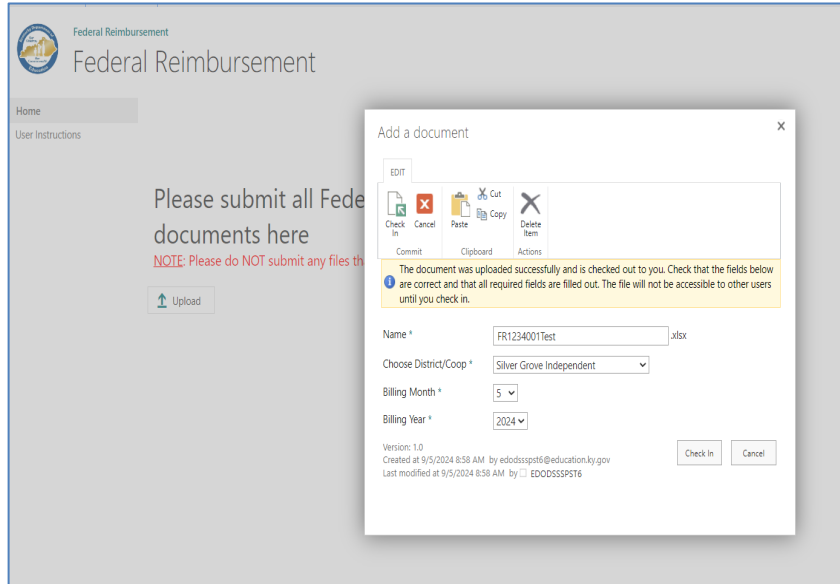 Federal Reimbursement
Federal Reimbursement
Home
User Instructions
Please submit all Fede
documents here
NOTE: Please do NOT submit any files th
Upload
Add a document
EDIT
Check In
Cancel
Paste
Cut
Copy
Delete Item
Commit
Clipboard
Actions
The document was uploaded successfully and is checked out to you. Check that the fields below
are correct and that all required fields are filled out. The file will not be accessible to other users
until you check in.
Name * FR1234001Test .xlsx
Choose District/Coop * Silver Grove Independent
Billing Month * 5
Billing Year * 2024
Version: 1.0
Created at 9/5/2024 8:58 AM by edodssspst6@education.ky.gov
Last modified at 9/5/2024 8:58 AM by EDODSSSPST6
Check In
Cancel